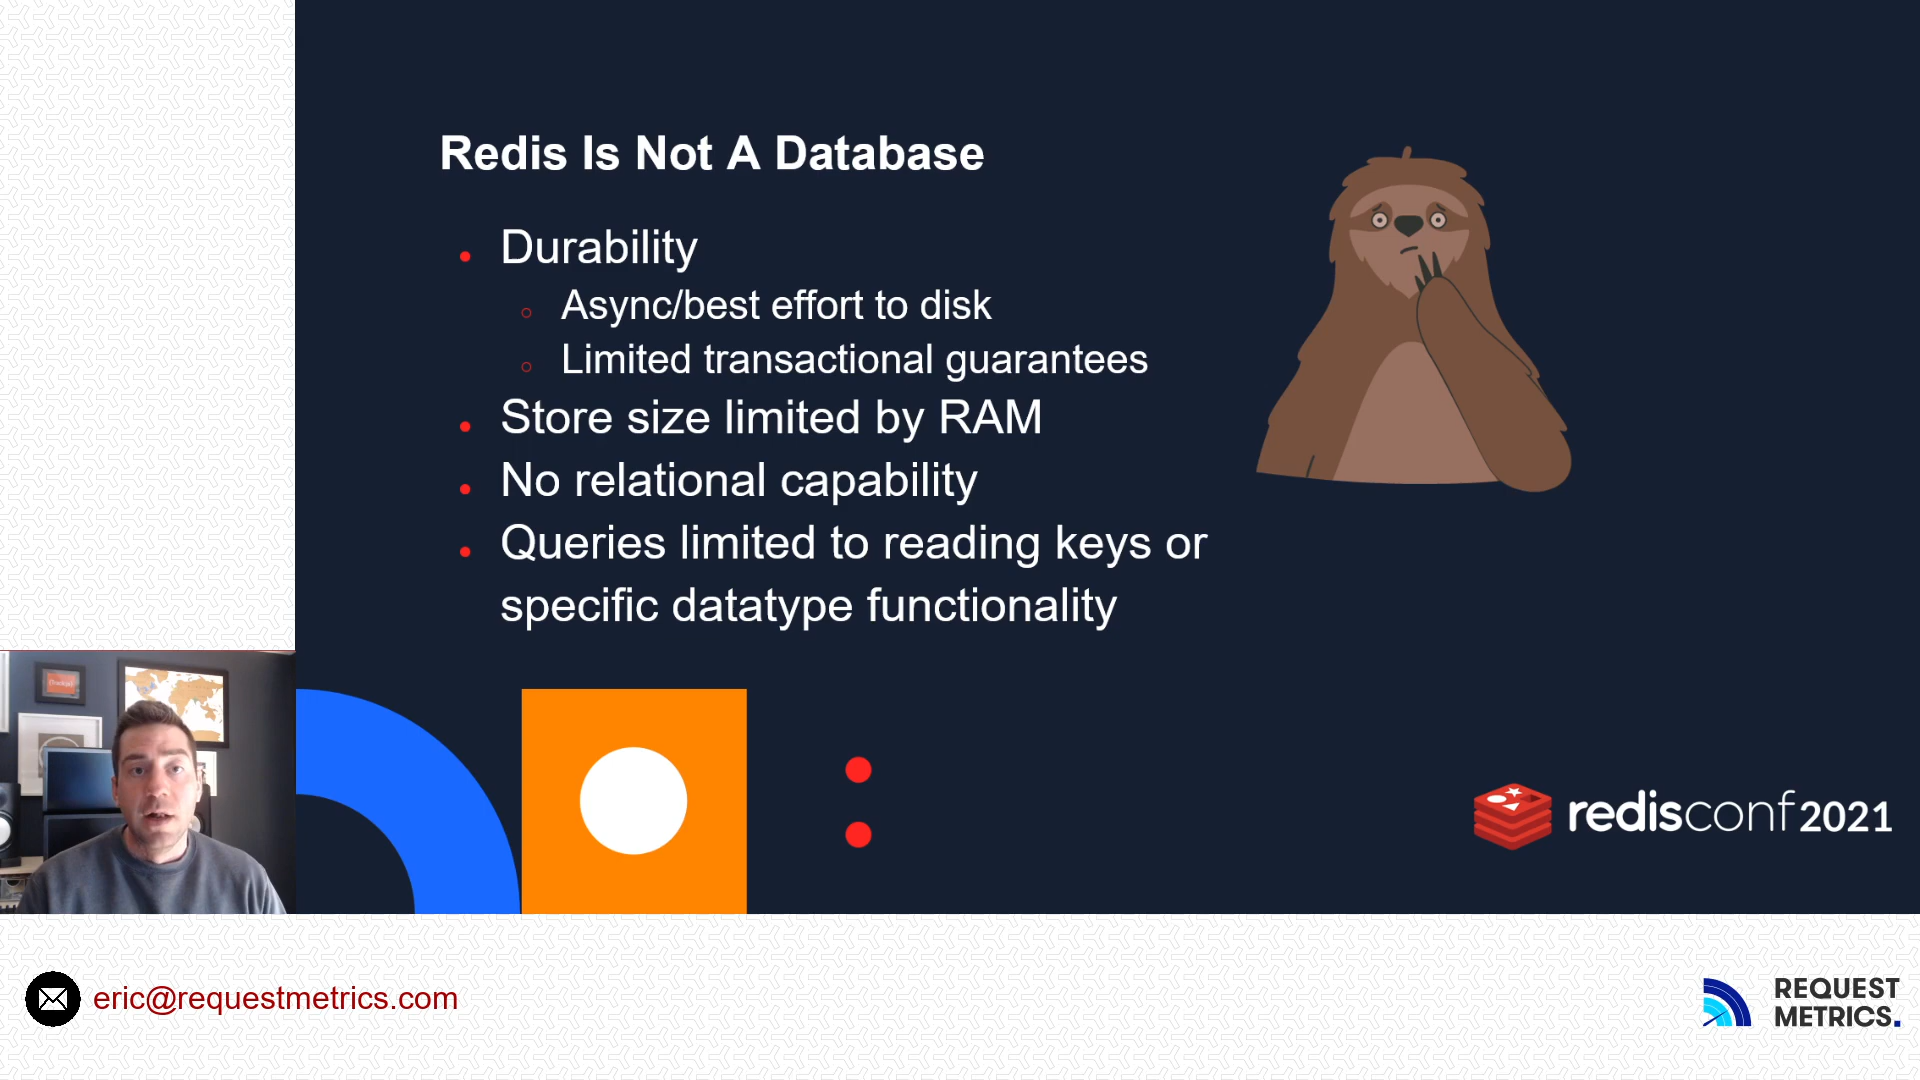 Redis Is Not A Database
Durability
Async/best effort to disk
Limited transactional guarantees
Store size limited by RAM
No relational capability
Queries limited to reading keys or
specific datatype functionality
redisconf2021
eric@requestmetrics.com
REQUEST
METRICS.